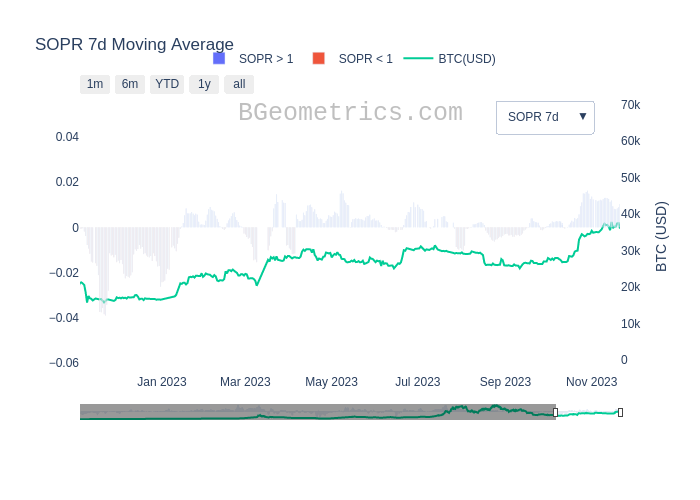 SOPR 7d Moving Average
SOPR > 1 SOPR < 1 BTC(USD)
1m 6m YTD 1y all
BGeometrics.com
SOPR 7d ▼
70k
0.04 60k
0.02 50k
0 40k
−0.02 30k
20k
−0.04 10k
−0.06 0
BTC (USD)
Jan 2023 Mar 2023 May 2023 Jul 2023 Sep 2023 Nov 2023